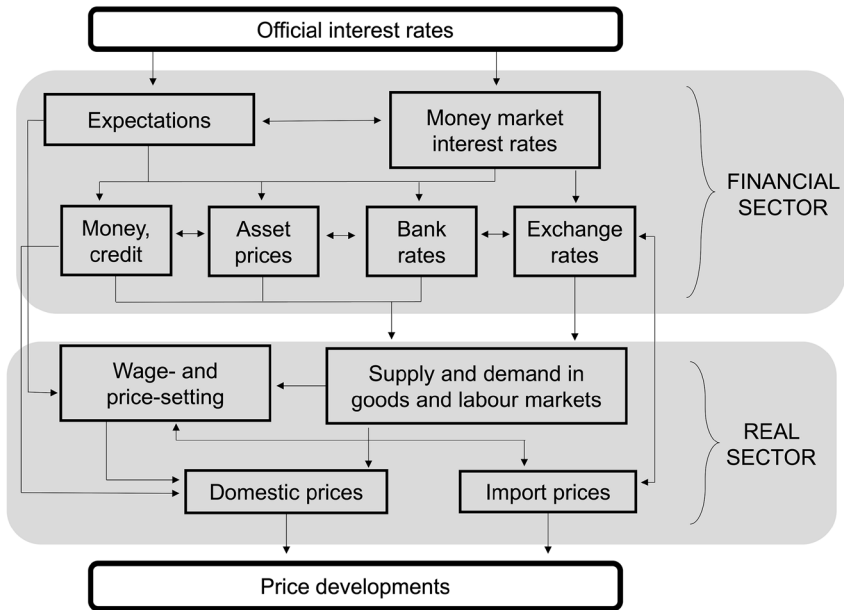 Official interest rates
Expectations
Money market
interest rates
FINANCIAL
SECTOR
Money,
credit
Asset
prices
Bank
rates
Exchange
rates
Wage- and
price-setting
Supply and demand in
goods and labour markets
REAL
SECTOR
Domestic prices
Import prices
Price developments